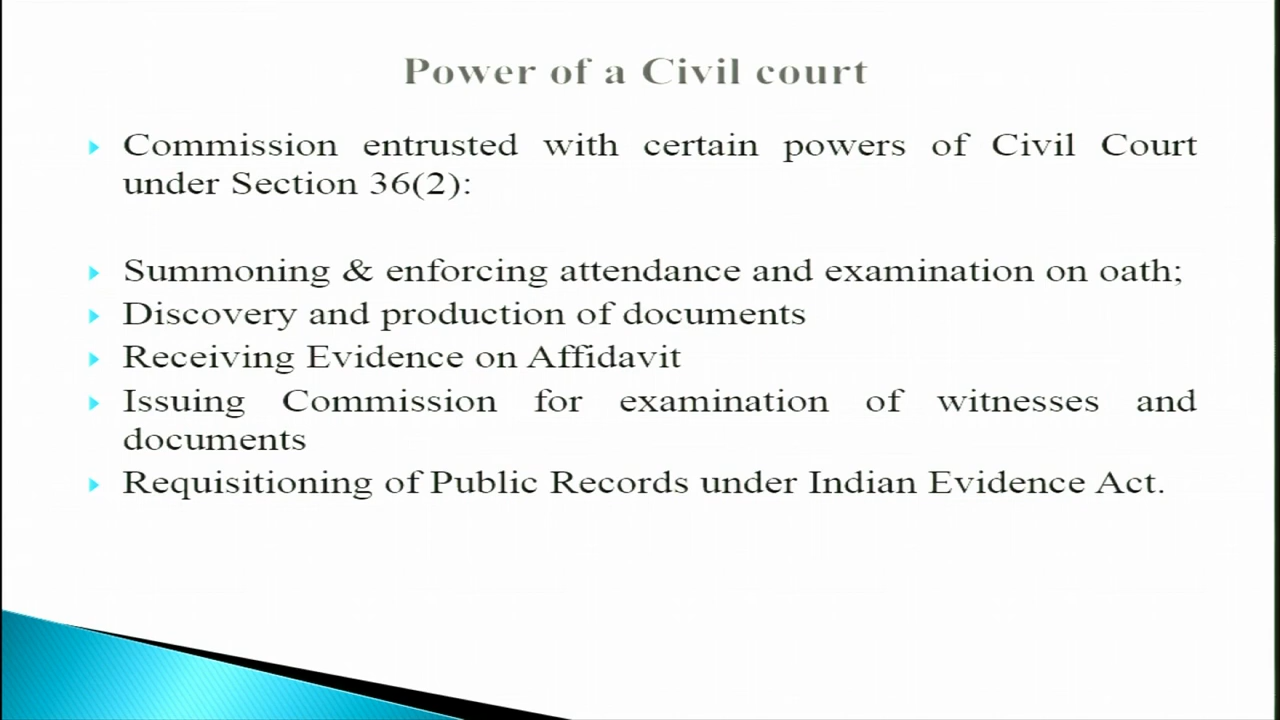 Power of a Civil court
Commission entrusted with certain powers of Civil Court
under Section 36(2):
Summoning & enforcing attendance and examination on oath;
Discovery and production of documents
Receiving Evidence on Affidavit
Issuing Commission for examination of witnesses and
documents
Requisitioning of Public Records under Indian Evidence Act.